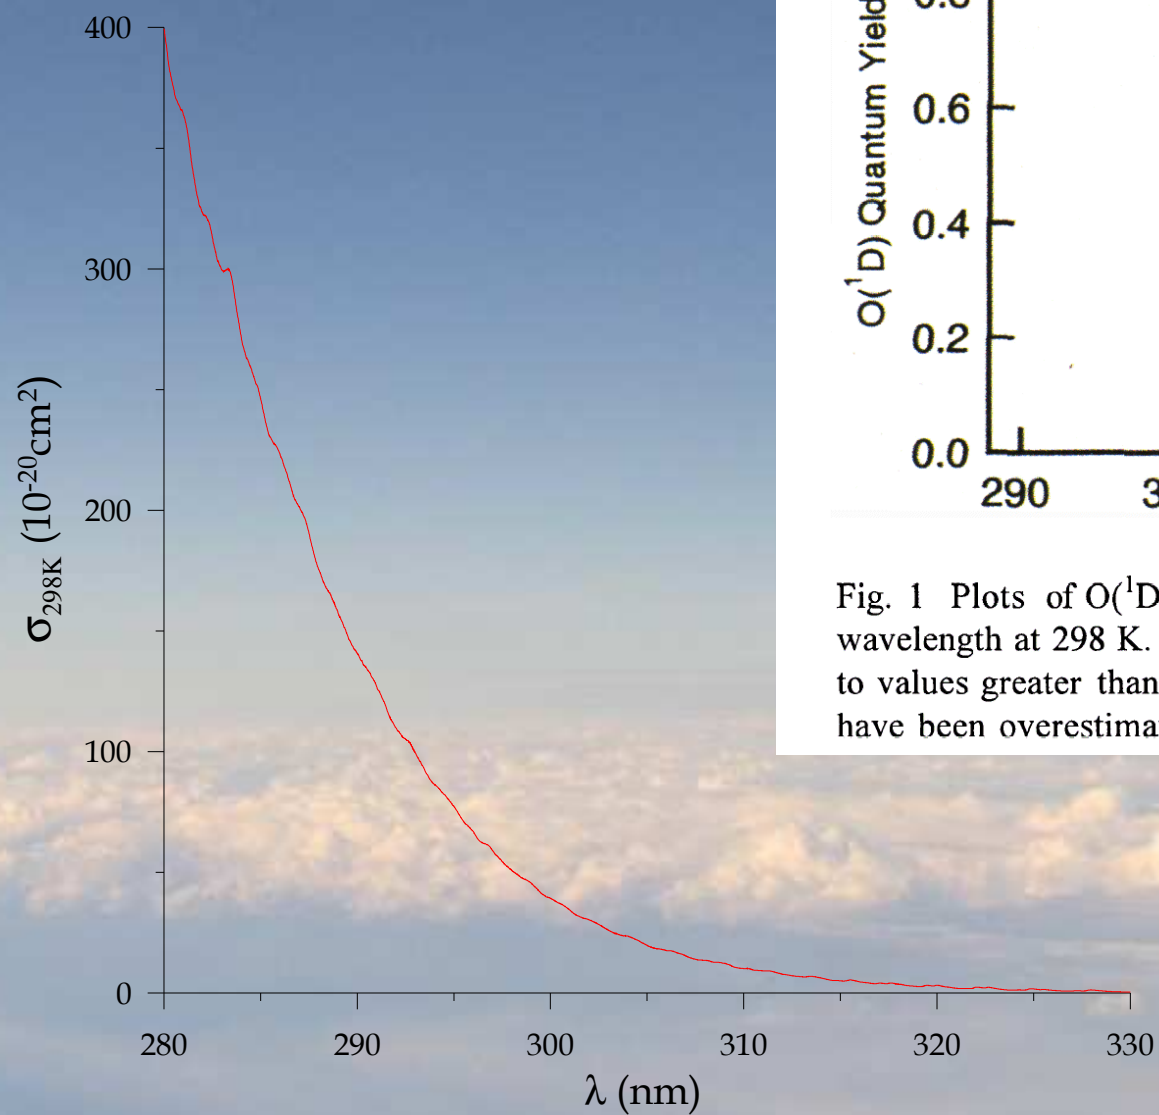 400
300
200
100
0
280 290 300 310 320 330
λ (nm)
σ298K (10-20cm2)
O(1D) Quantum Yield
0.6
0.4
0.2
0.0
290
Fig. 1 Plots of O(1D
wavelength at 298 K.
to values greater than
have been overestima